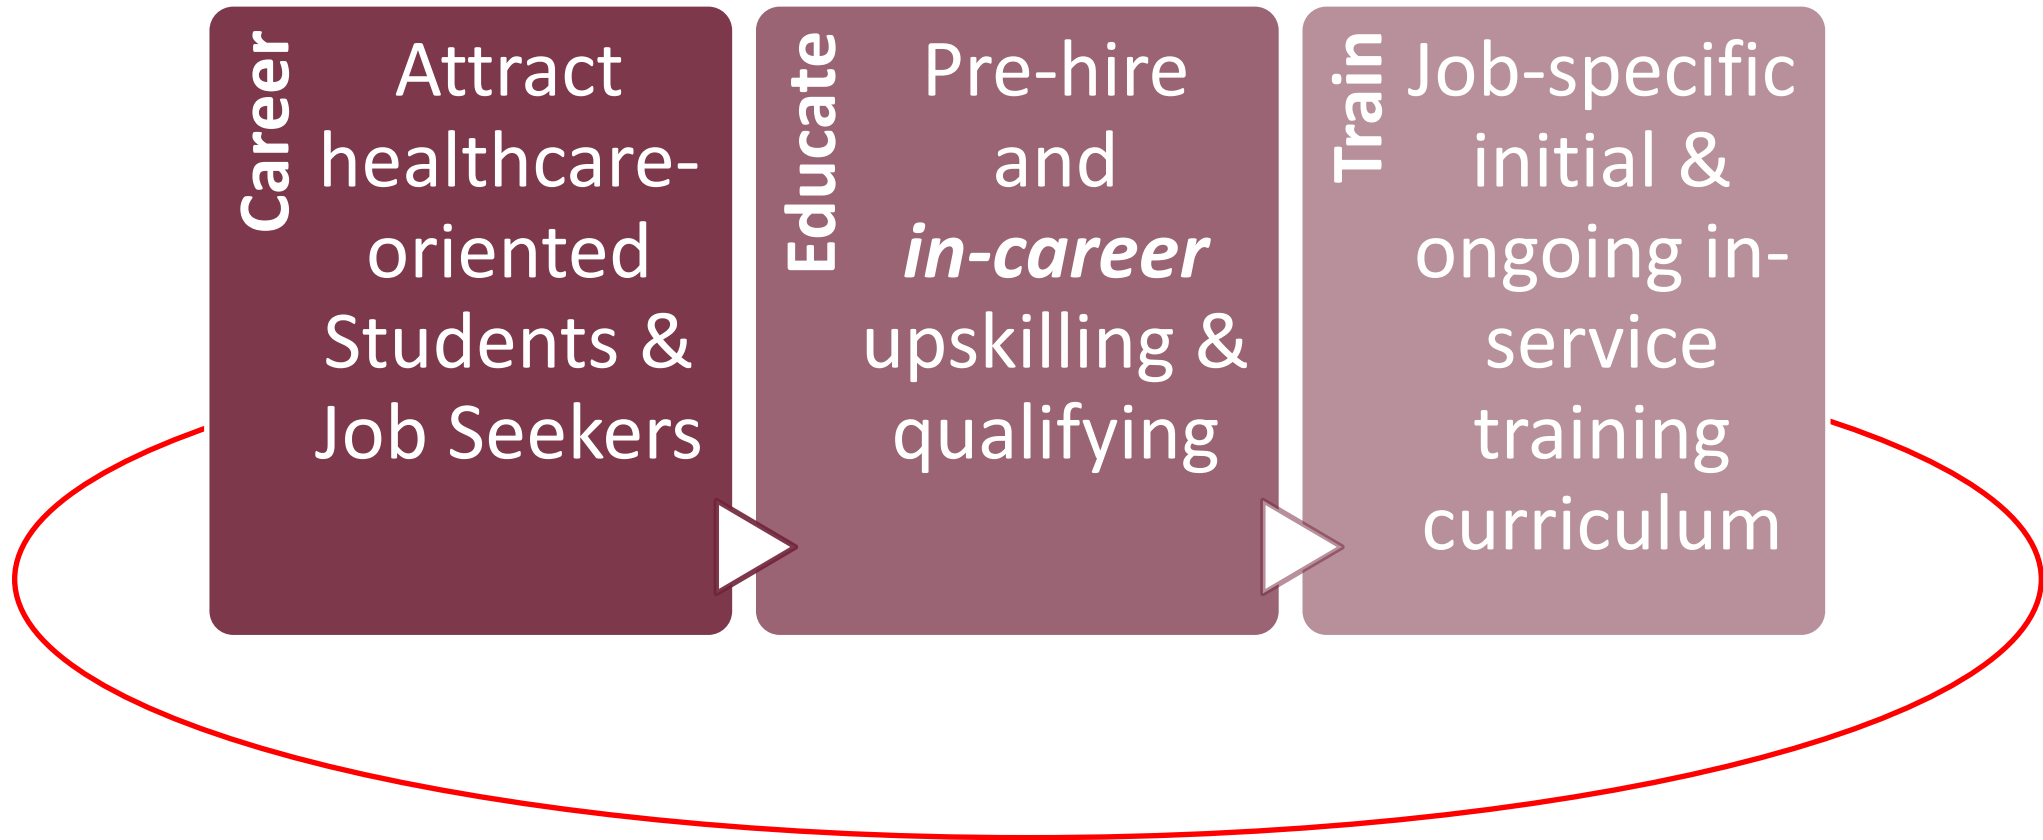 Career
Attract
healthcare-
oriented
Students &
Job Seekers
Educate
Pre-hire
and
in-career
upskilling &
qualifying
Train
Job-specific
initial &
ongoing in-
service
training
curriculum